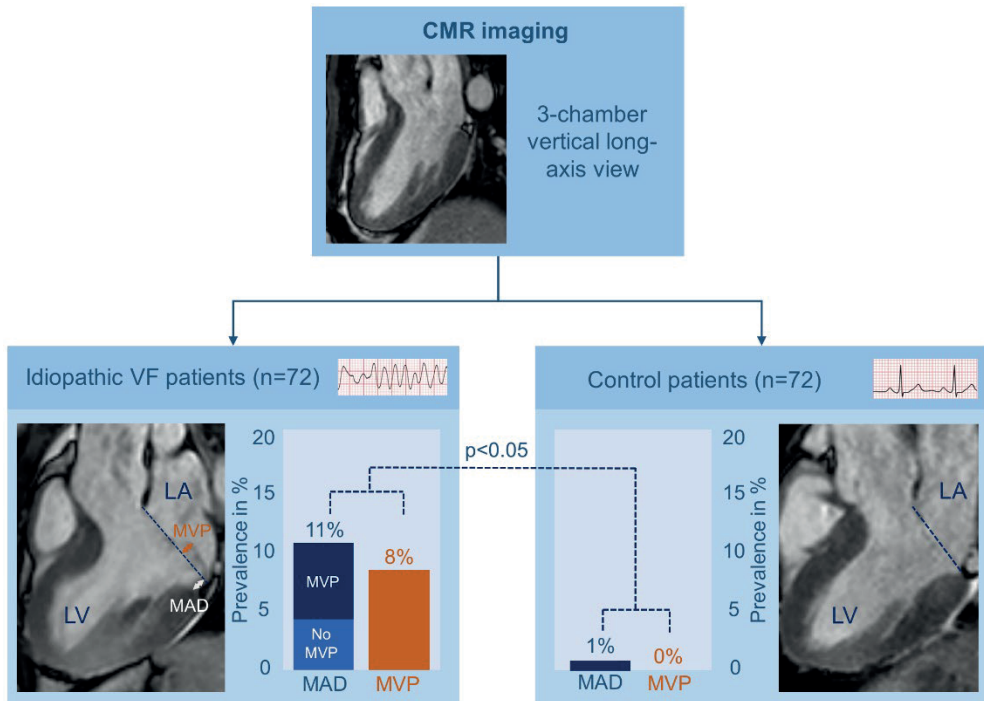 CMR imaging
3-chamber
vertical long-
axis view
Idiopathic VF patients (n=72)
Control patients (n=72)
LA
MVP
MAD
LV
Prevalence in %
20
15
10
5
0
11%
8%
MVP
No
MVP
MAD
MVP
p<0.05
1%
0%
MAD
MVP
20
15
10
5
0
Prevalence in %
LA
LV